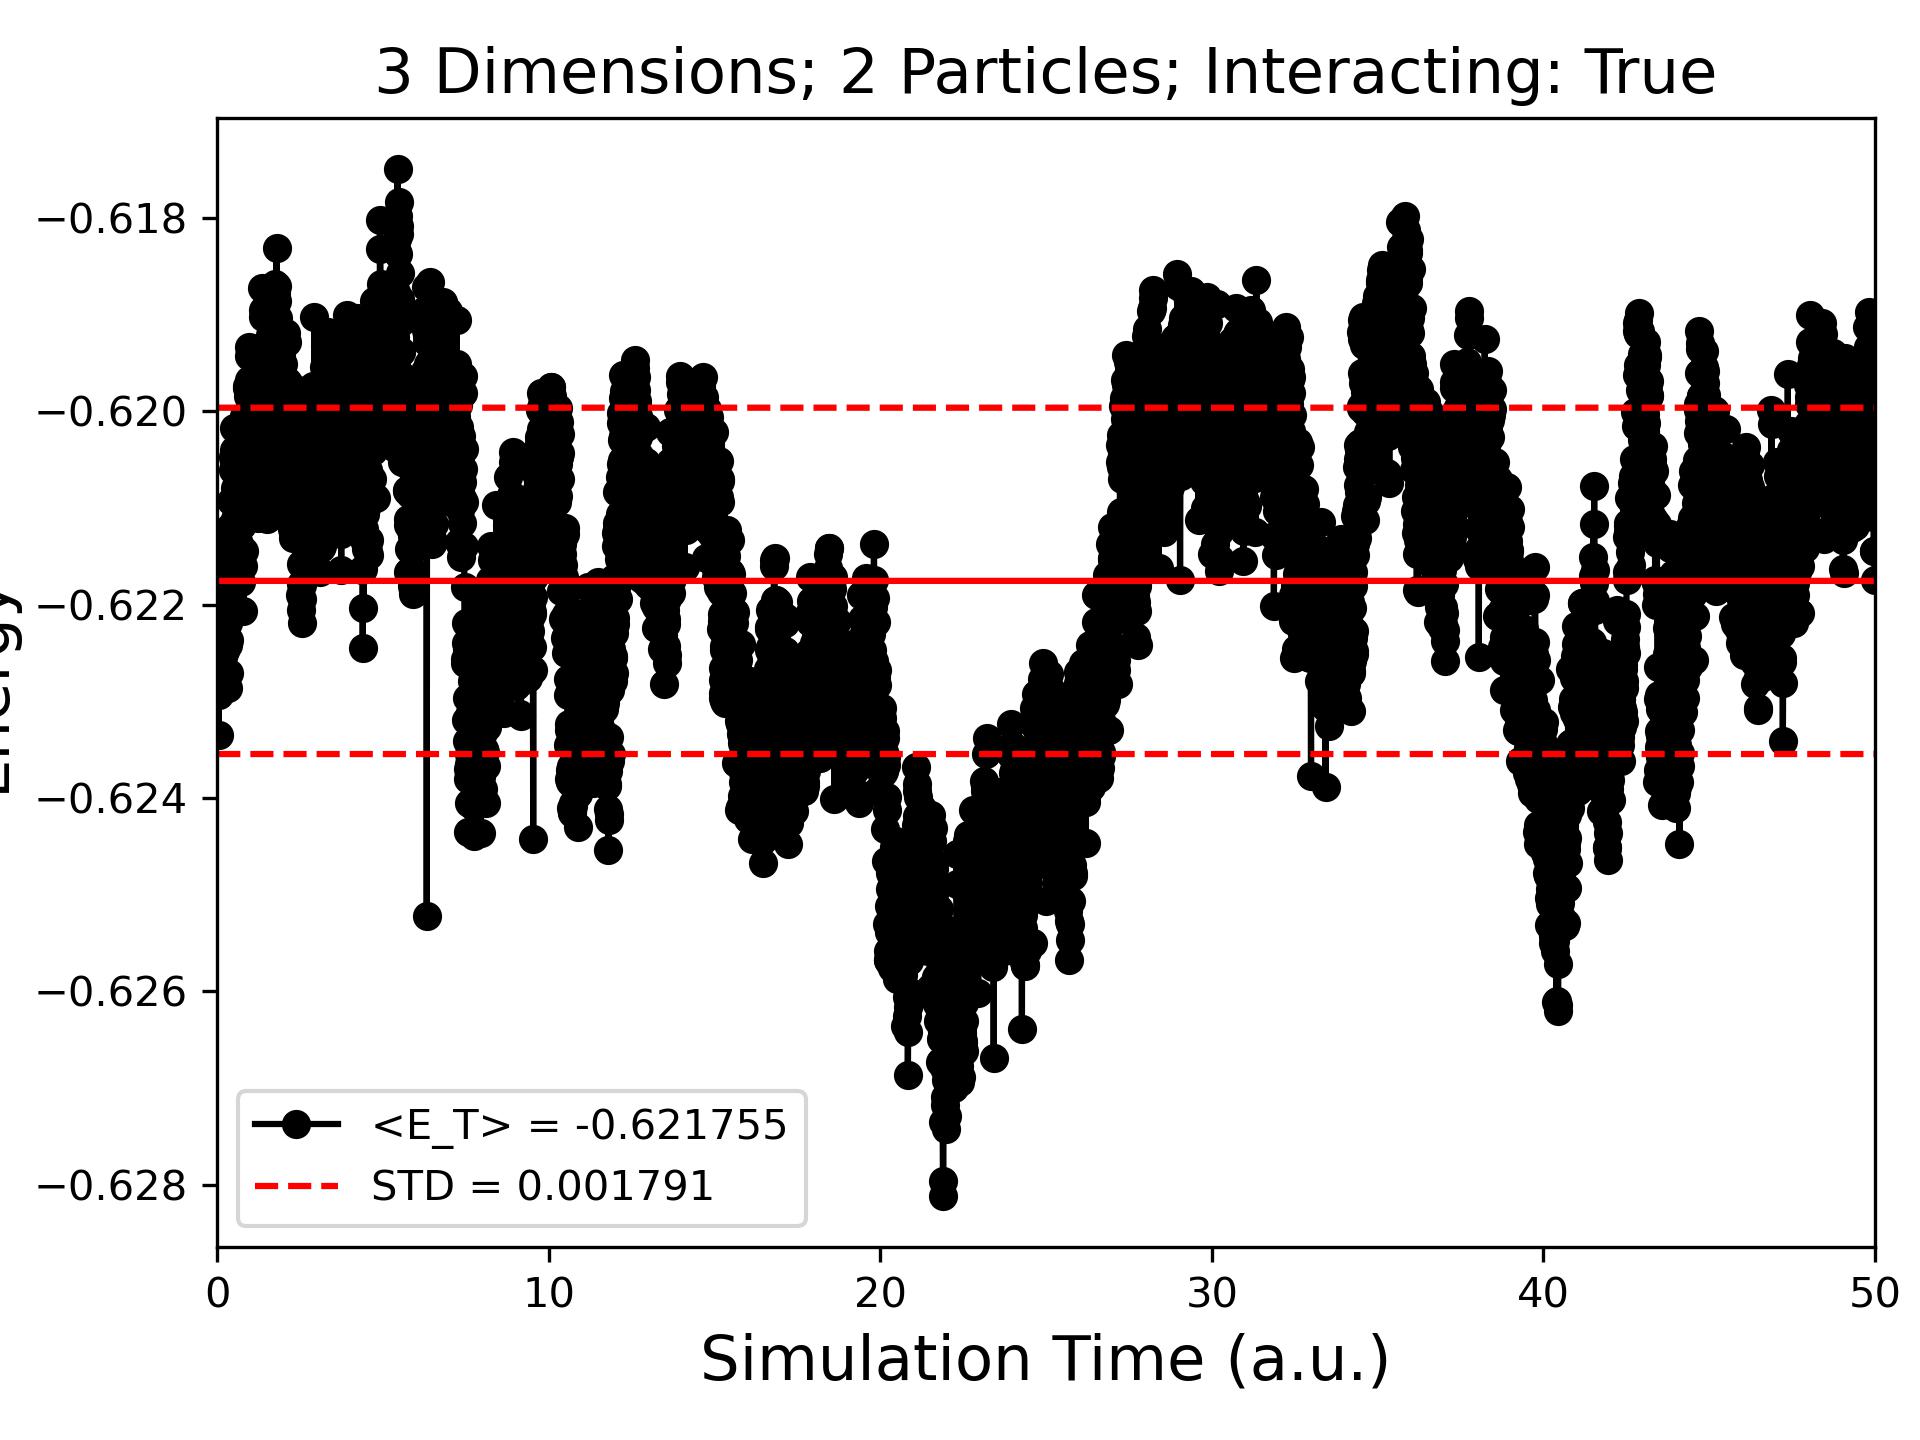 3 Dimensions; 2 Particles; Interacting: True
−0.618
−0.620
−0.622
−0.624
−0.626
−0.628
Energy
<E_T> = -0.621755
STD = 0.001791
0 10 20 30 40 50
Simulation Time (a.u.)